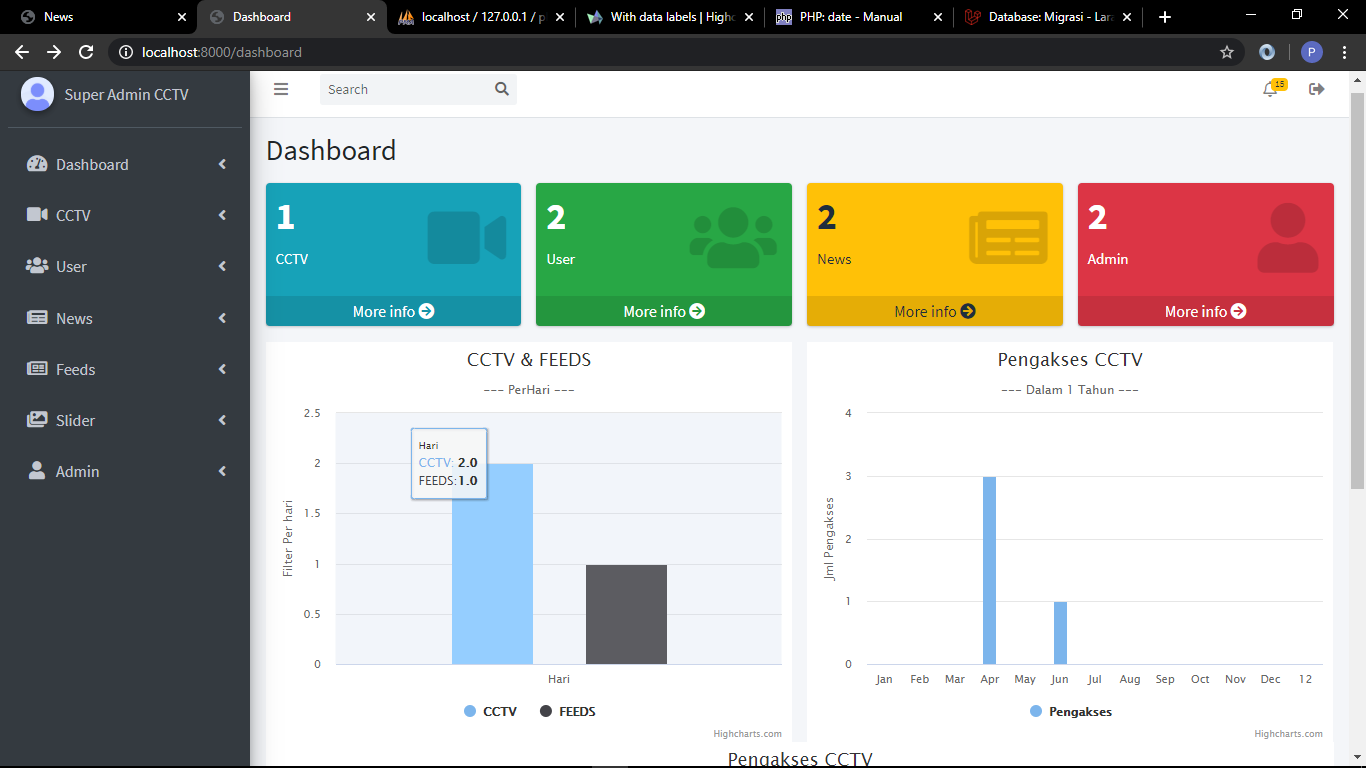 News
Dashboard
localhost / 127.0.0.1 / p
With data labels | Highc
PHP: date - Manual
Database: Migrasi - Lara
localhost:8000/dashboard
P
Super Admin CCTV
Search
15
Dashboard
CCTV
User
News
Feeds
Slider
Admin
Dashboard
1
CCTV
More info
2
User
More info
2
News
More info
2
Admin
More info
CCTV & FEEDS
--- PerHari ---
Filter Per hari
2.5
2
1.5
1
0.5
0
Hari
CCTV: 2.0
FEEDS: 1.0
Hari
CCTV FEEDS
Highcharts.com
Pengakses CCTV
--- Dalam 1 Tahun ---
Jml Pengakses
4
3
2
1
0
Jan Feb Mar Apr May Jun Jul Aug Sep Oct Nov Dec 12
Pengakses
Highcharts.com
Pengakses CCTV